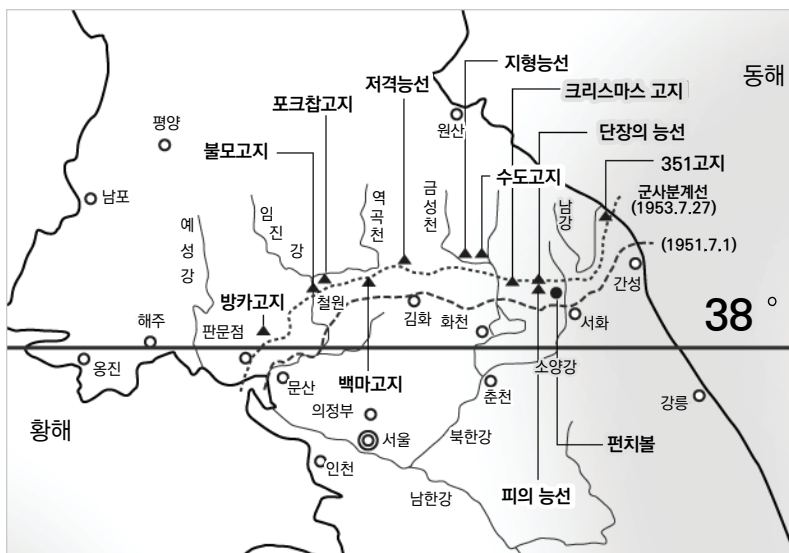 지형능선
동해
저격능선
크리스마스 고지
포크찹고지
원산
단장의 능선
평양
불모고지
351고지
수도고지
군사분계선
(1953.7.27)
남포
예성강
임진강
역곡천
금성천
남강
(1951.7.1)
간성
방카고지
철원
38°
해주
판문점
김화
화천
서화
옹진
문산
백마고지
춘천
소양강
강릉
황해
의정부
서울
북한강
펀치볼
인천
남한강
피의 능선